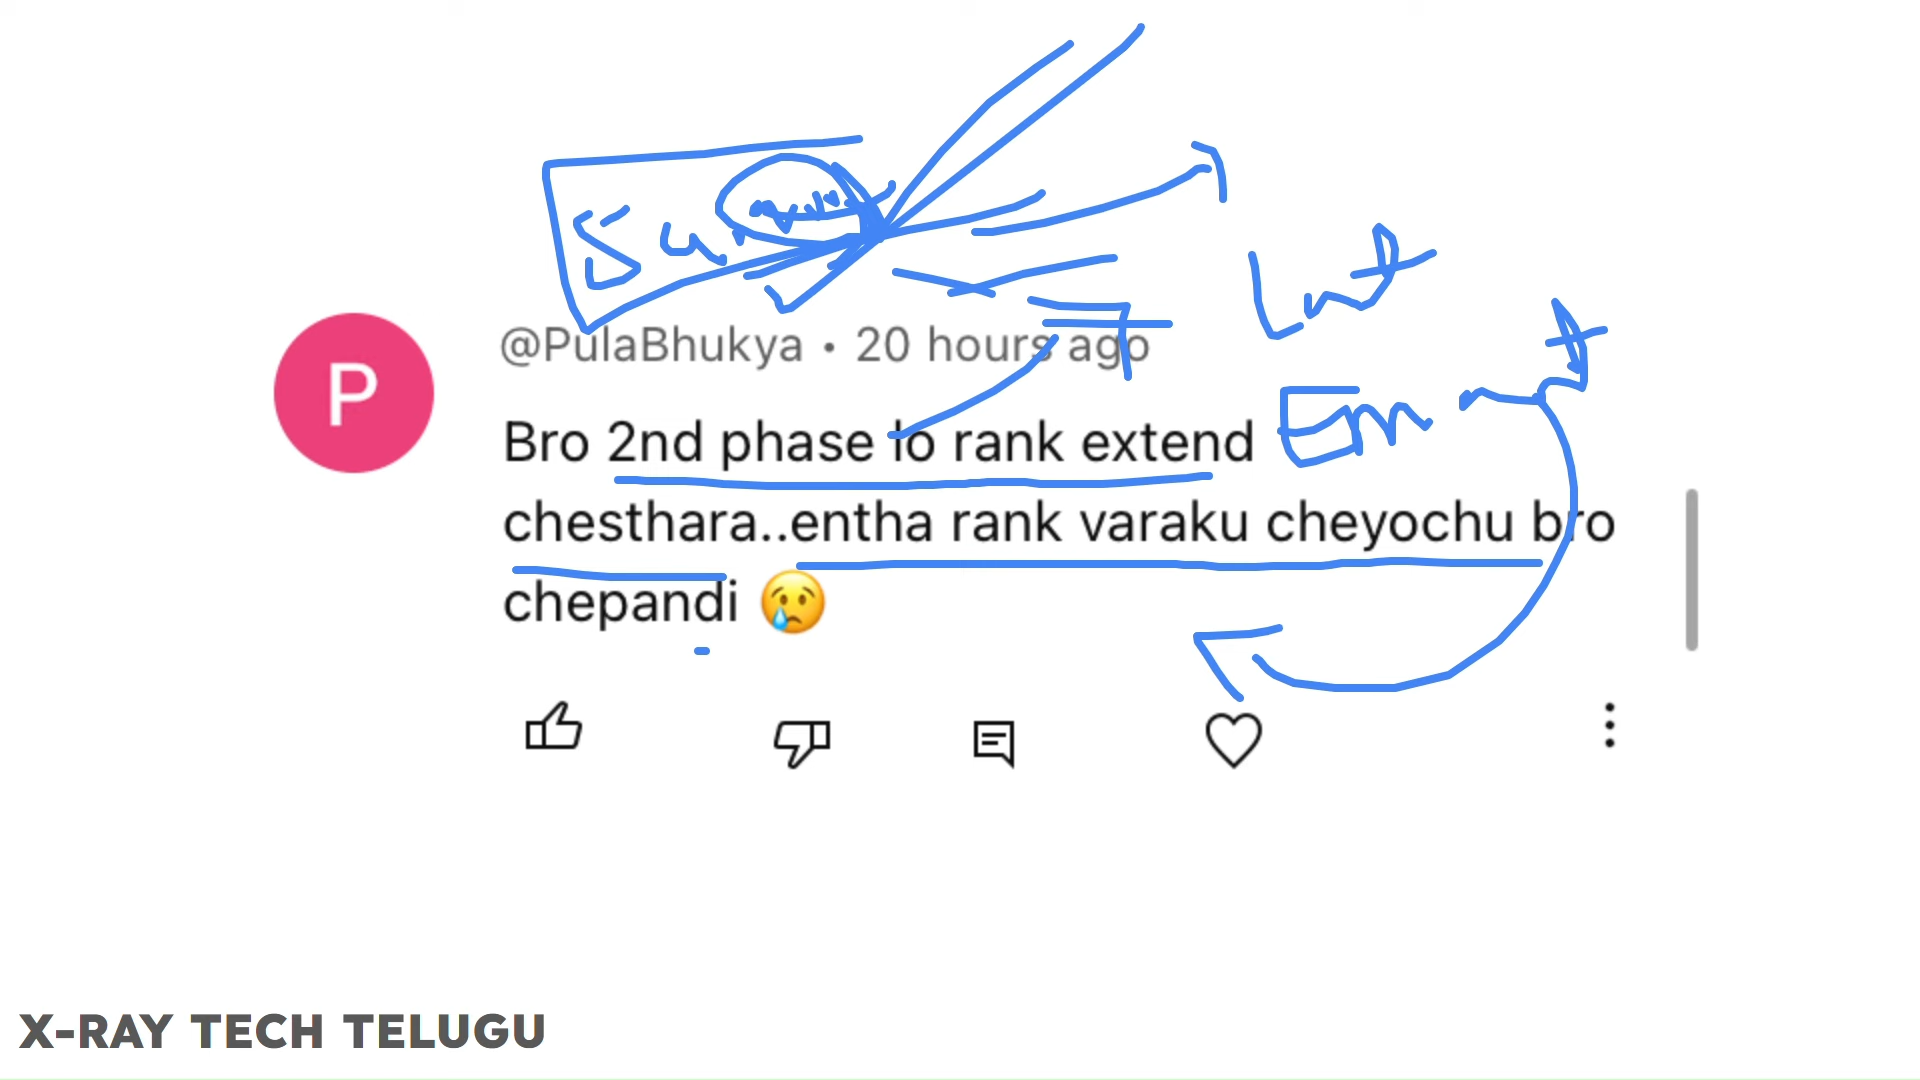 @PulaBhukya • 20 hours ago
P
Bro 2nd phase lo rank extend
chesthara..entha rank varaku cheyochu bro
chepandi 😢
X-RAY TECH TELUGU